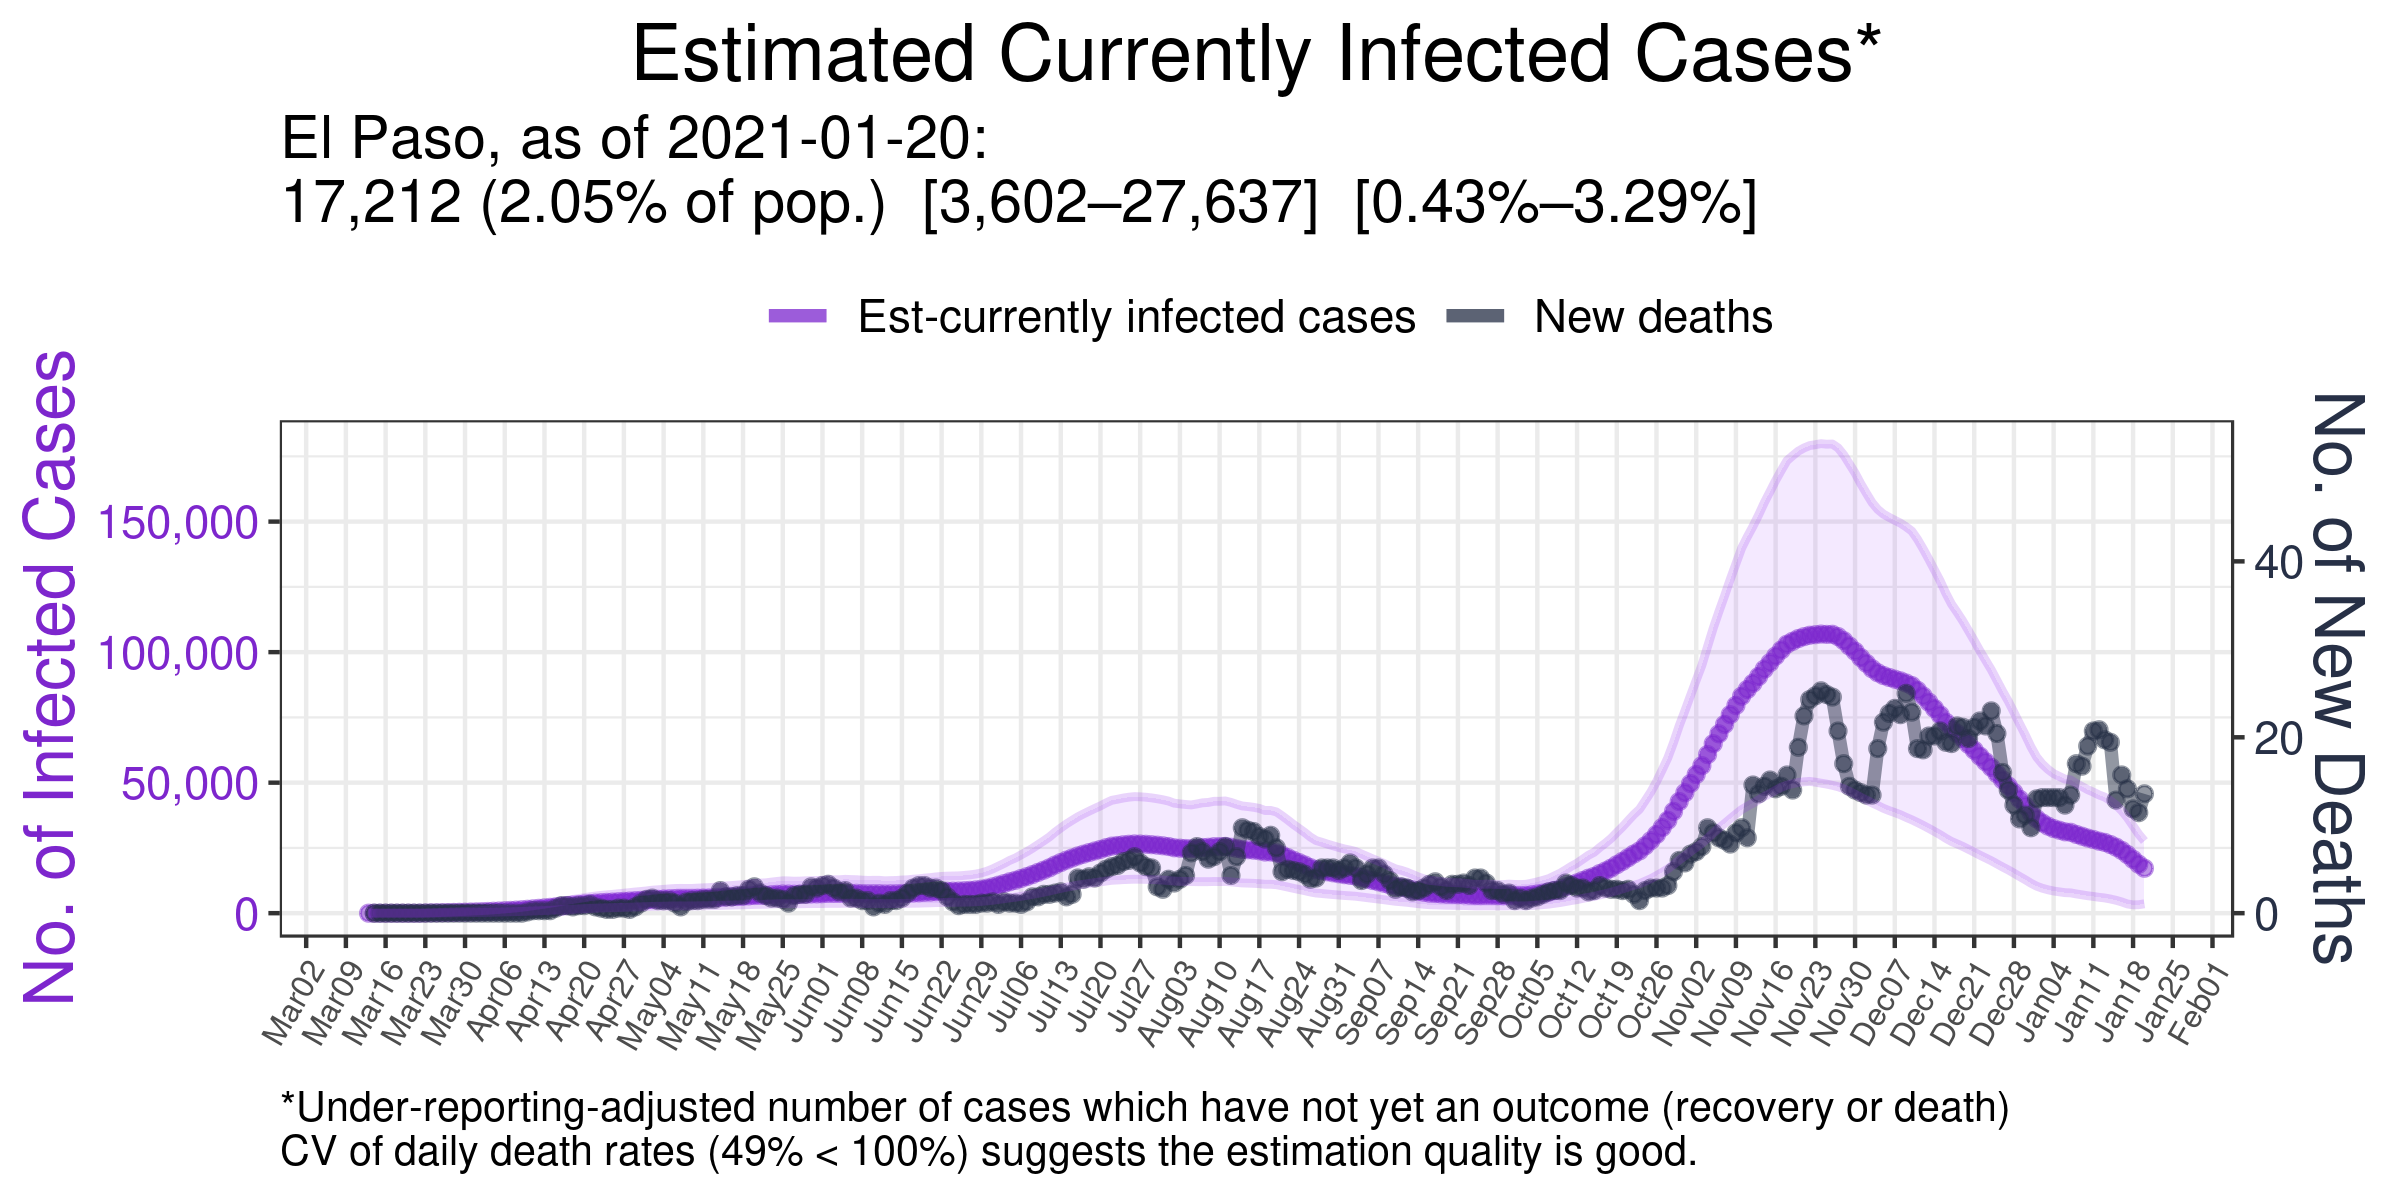 Estimated Currently Infected Cases*
El Paso, as of 2021-01-20:
17,212 (2.05% of pop.) [3,602–27,637] [0.43%–3.29%]
Est-currently infected cases New deaths
No. of Infected Cases
150,000
100,000
50,000
0
No. of New Deaths
40
20
0
Mar02 Mar09 Mar16 Mar23 Mar30 Apr06 Apr13 Apr20 Apr27 May04 May11 May18 May25 Jun01 Jun08 Jun15 Jun22 Jun29 Jul06 Jul13 Jul20 Jul27 Aug03 Aug10 Aug17 Aug24 Aug31 Sep07 Sep14 Sep21 Sep28 Oct05 Oct12 Oct19 Oct26 Nov02 Nov09 Nov16 Nov23 Nov30 Dec07 Dec14 Dec21 Dec28 Jan04 Jan11 Jan18 Jan25 Feb01
*Under-reporting-adjusted number of cases which have not yet an outcome (recovery or death)
CV of daily death rates (49% < 100%) suggests the estimation quality is good.